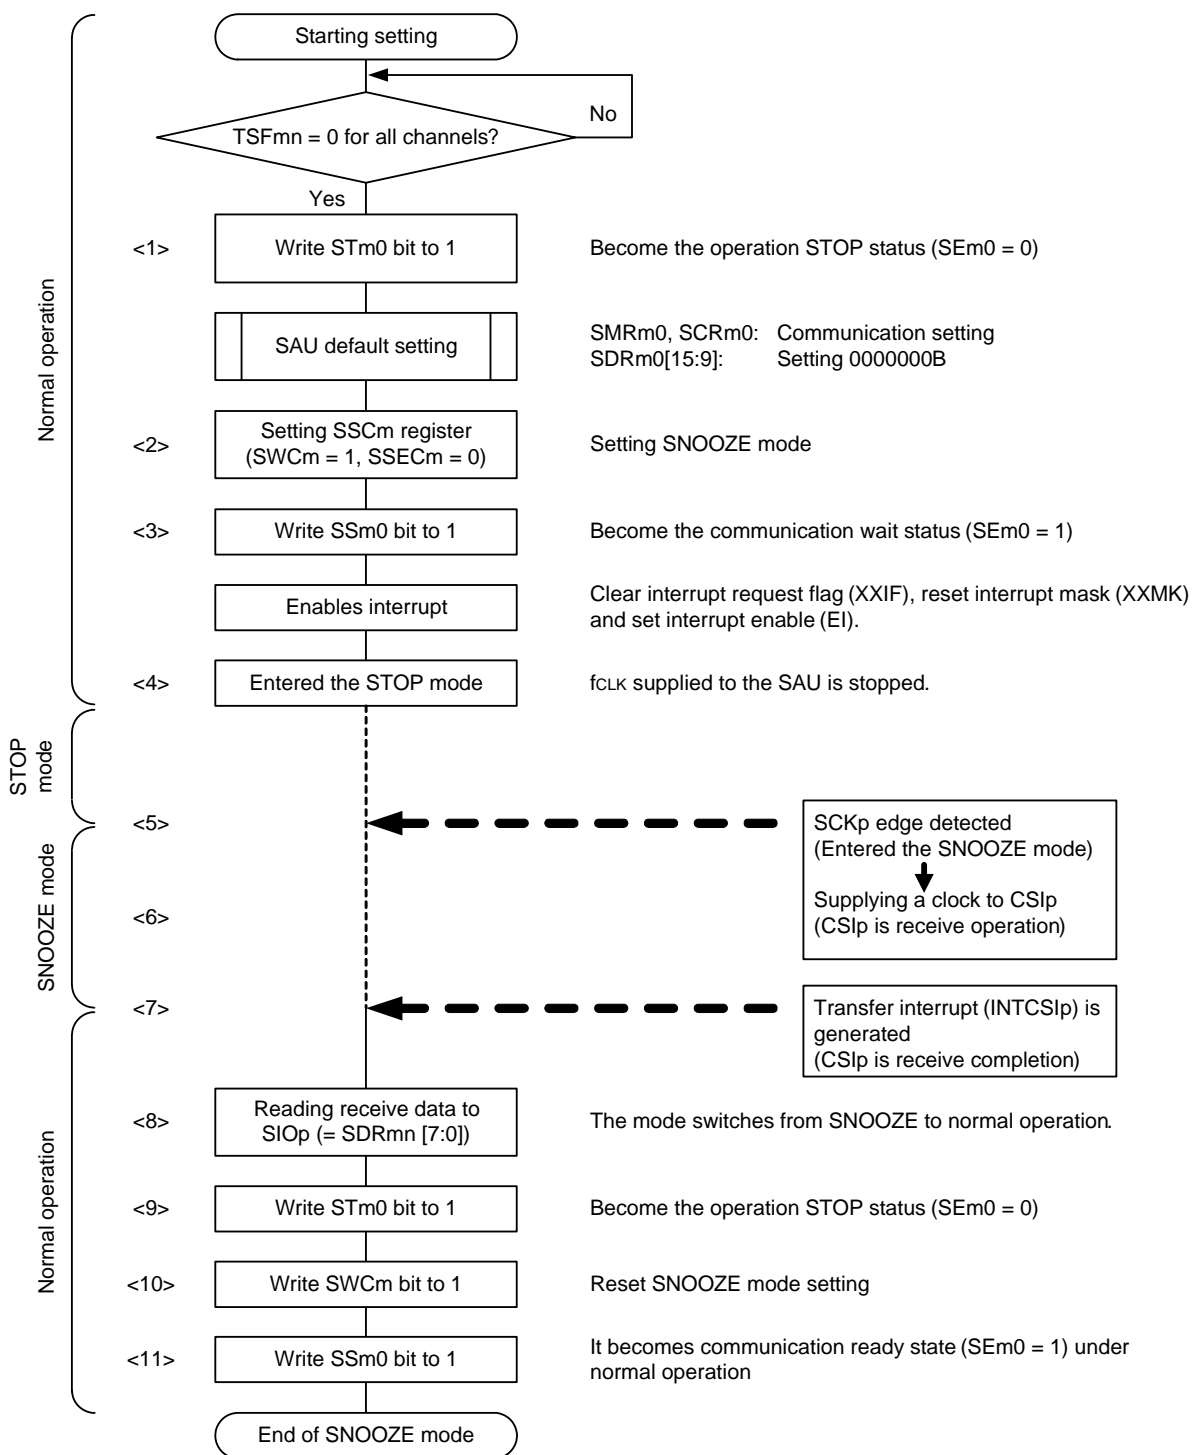 Starting setting
No
TSFmn = 0 for all channels?
Yes
<1> Write STm0 bit to 1 Become the operation STOP status (SEm0 = 0)
SAU default setting
SMRm0, SCRm0: Communication setting
SDRm0[15:9]: Setting 0000000B
Normal operation
<2>
Setting SSCm register
(SWCm = 1, SSECm = 0)
Setting SNOOZE mode
<3> Write SSm0 bit to 1 Become the communication wait status (SEm0 = 1)
Enables interrupt
Clear interrupt request flag (XXIF), reset interrupt mask (XXMK)
and set interrupt enable (EI).
<4> Entered the STOP mode fCLK supplied to the SAU is stopped.
STOP
mode
<5>
SCKp edge detected
(Entered the SNOOZE mode)
Supplying a clock to CSIp
(CSIp is receive operation)
SNOOZE mode
<6>
<7>
Transfer interrupt (INTCSIp) is
generated
(CSIp is receive completion)
<8>
Reading receive data to
SIOp (= SDRmn [7:0])
The mode switches from SNOOZE to normal operation.
Normal operation
<9> Write STm0 bit to 1 Become the operation STOP status (SEm0 = 0)
<10> Write SWCm bit to 1 Reset SNOOZE mode setting
<11> Write SSm0 bit to 1
It becomes communication ready state (SEm0 = 1) under
normal operation
End of SNOOZE mode